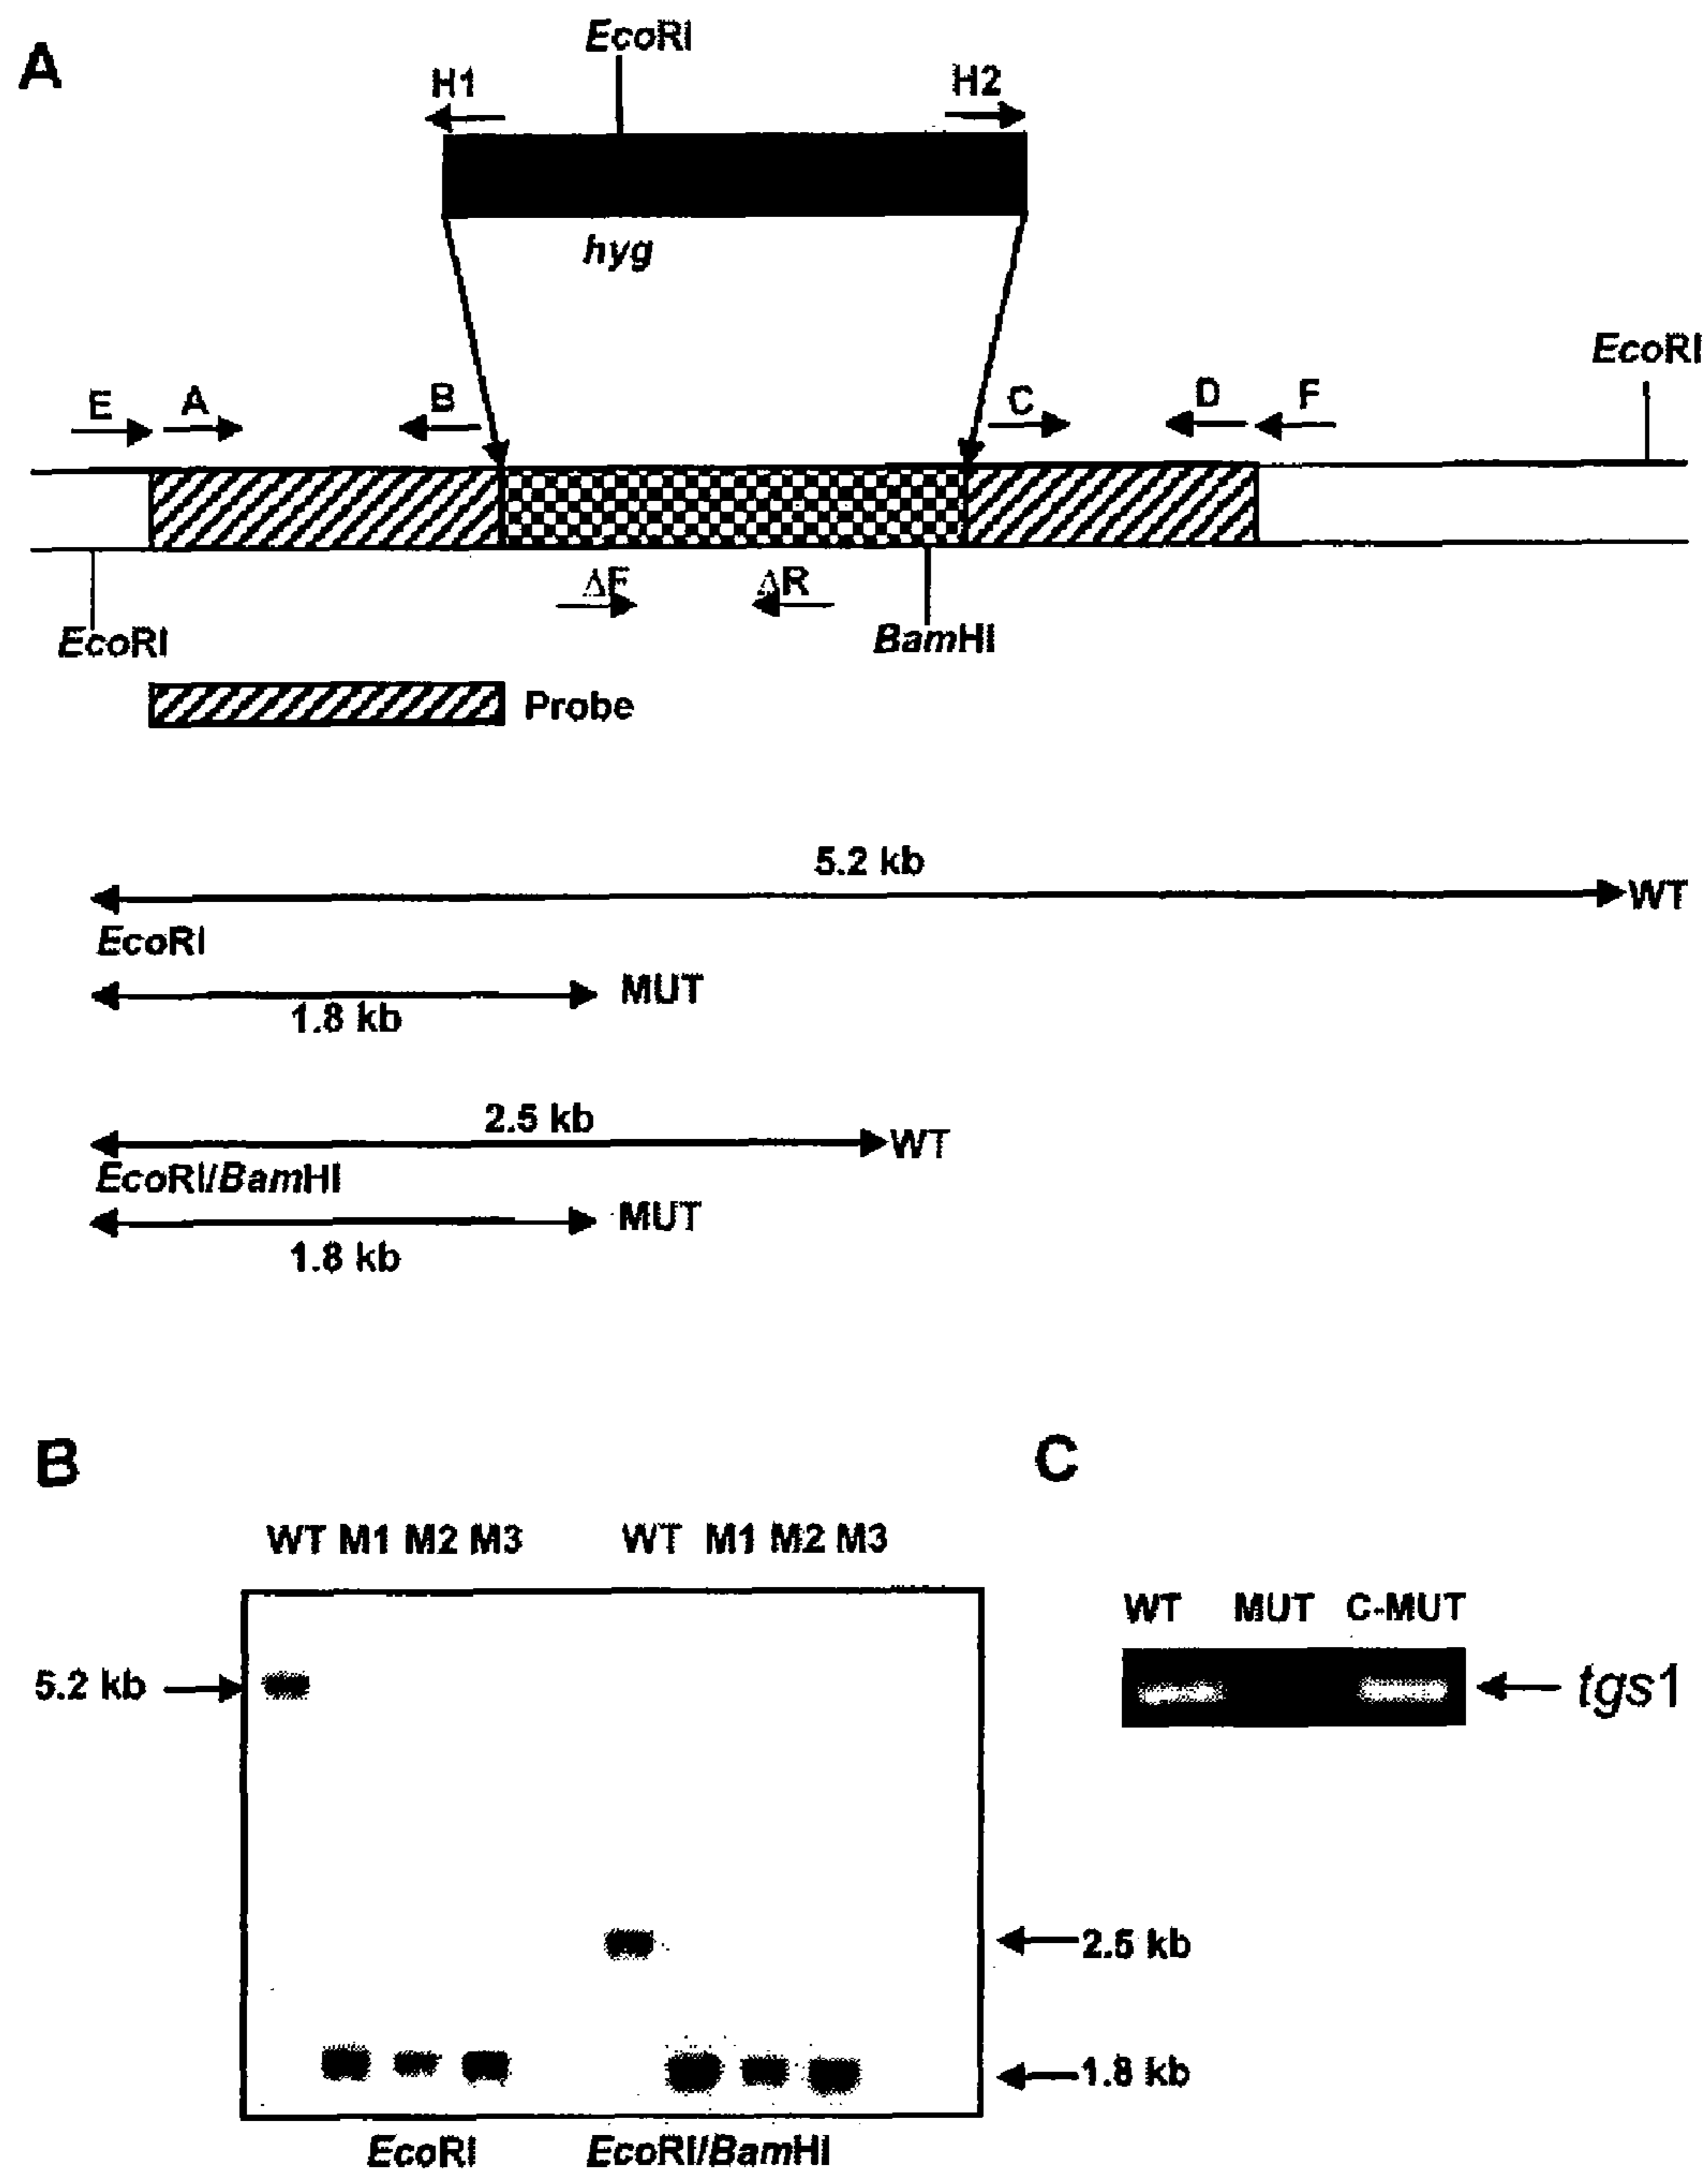 A
EcoRI
H1
H2
hyg
EcoRI
E
A
B
C
D
F
ΔF
ΔR
EcoRI
BamHI
Probe
5.2 kb
WT
EcoRI
MUT
1.8 kb
2.5 kb
WT
EcoRI/BamHI
MUT
1.8 kb
B
C
WT M1 M2 M3
WT M1 M2 M3
WT MUT C-MUT
5.2 kb
tgs1
2.5 kb
1.8 kb
EcoRI
EcoRI/BamHI